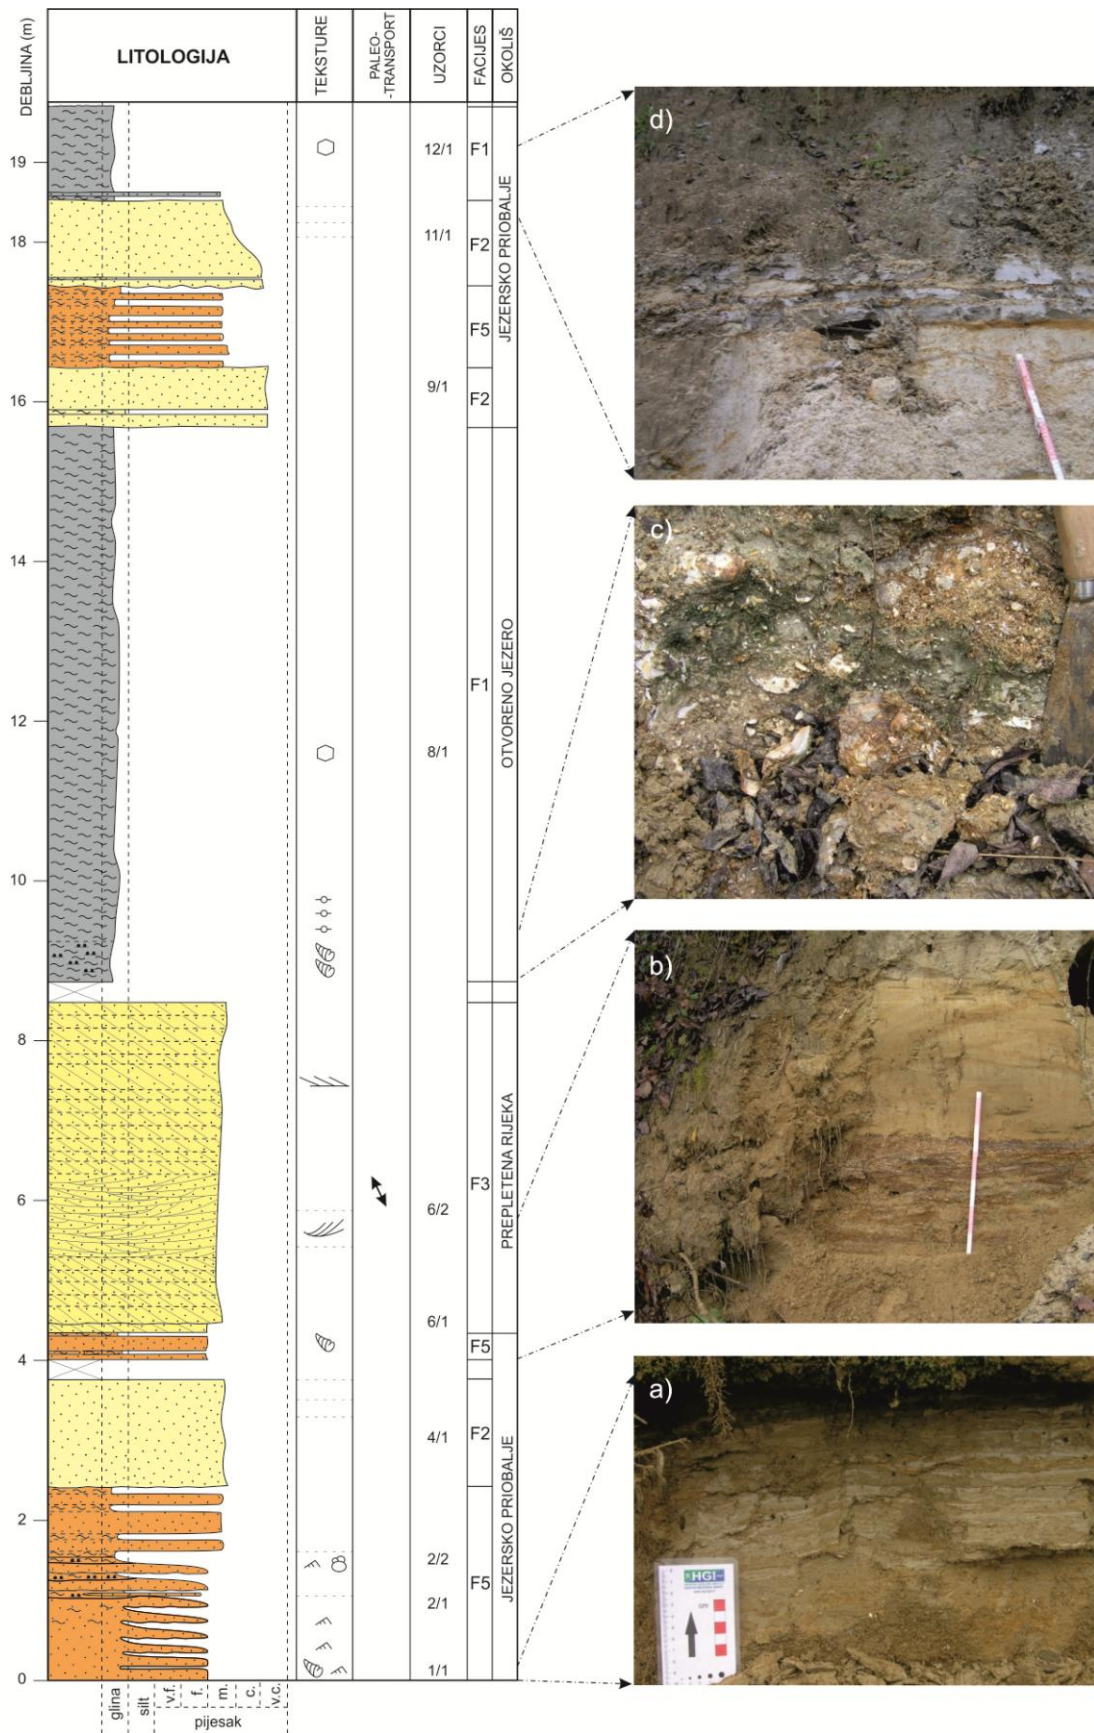 DEBLJINA (m)
LITOLOGIJA
TEKSTURE
PALEO-
-TRANSPORT
UZORCI
FACIJES
OKOLIŠ
19
18
16
14
12
10
8
6
4
2
0
12/1
11/1
9/1
8/1
6/2
6/1
4/1
2/2
2/1
1/1
F1
F2
F5
F2
F1
F3
F5
F2
F5
JEZERSKO PRIOBALJE
OTVORENO JEZERO
PREPLETENA RIJEKA
JEZERSKO PRIOBALJE
glina
silt
v.f.
f.
m.
c.
v.c.
pijesak
d)
c)
b)
a)
HGI